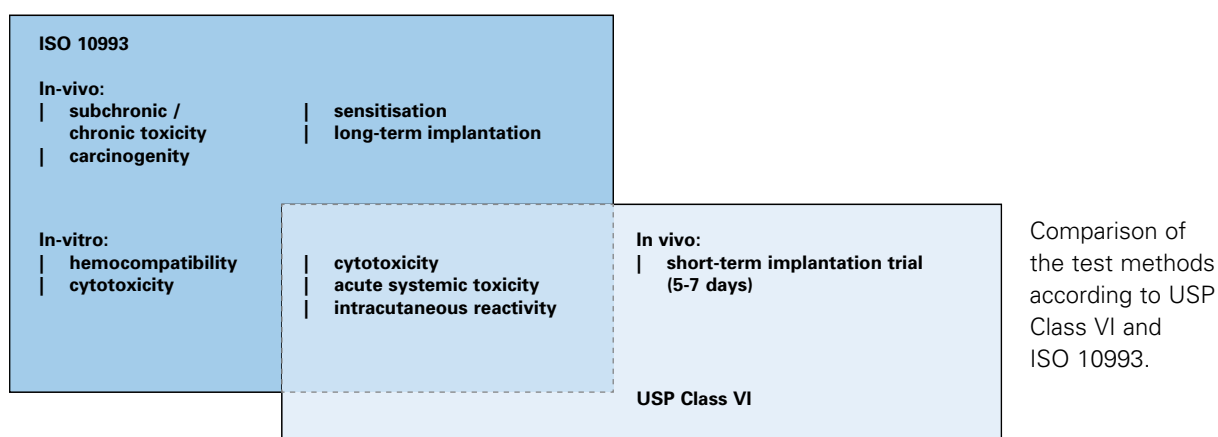 ISO 10993
In-vivo:
| subchronic /
chronic toxicity
| carcinogenity
| sensitisation
| long-term implantation
In-vitro:
| hemocompatibility
| cytotoxicity
| cytotoxicity
| acute systemic toxicity
| intracutaneous reactivity
In vivo:
| short-term implantation trial
(5-7 days)
USP Class VI
Comparison of
the test methods
according to USP
Class VI and
ISO 10993.